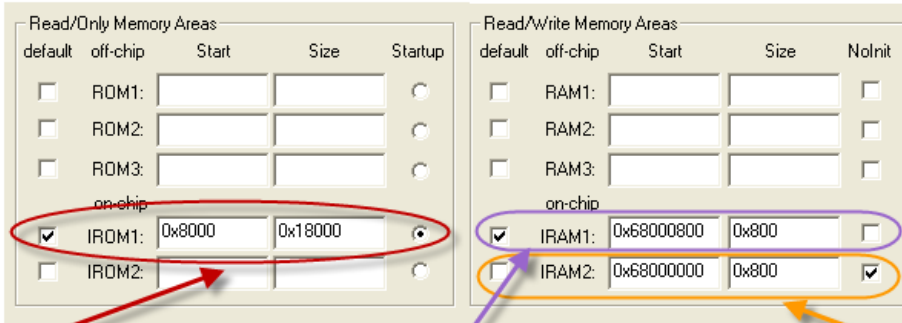 Read/Only Memory Areas
default off-chip Start Size Startup
ROM1:
ROM2:
ROM3:
on-chip
IROM1: 0x8000 0x18000
IROM2:
Read/Write Memory Areas
default off-chip Start Size NoInit
RAM1:
RAM2:
RAM3:
on-chip
IRAM1: 0x68000800 0x800
IRAM2: 0x68000000 0x800